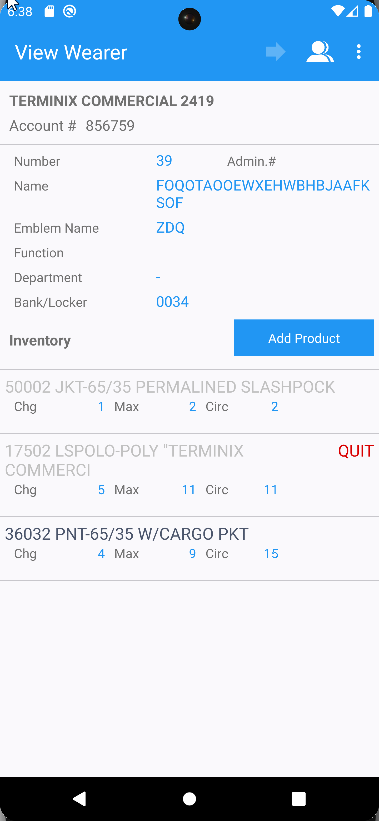 6:38
View Wearer
TERMINIX COMMERCIAL 2419
Account # 856759
Number 39 Admin.#
Name FOQOTAOOEWXEHWBHBJAAFK
SOF
Emblem Name ZDQ
Function
Department -
Bank/Locker 0034
Inventory Add Product
50002 JKT-65/35 PERMALINED SLASHPOCK
Chg 1 Max 2 Circ 2
17502 LSPOLO-POLY "TERMINIX QUIT
COMMERCI
Chg 5 Max 11 Circ 11
36032 PNT-65/35 W/CARGO PKT
Chg 4 Max 9 Circ 15